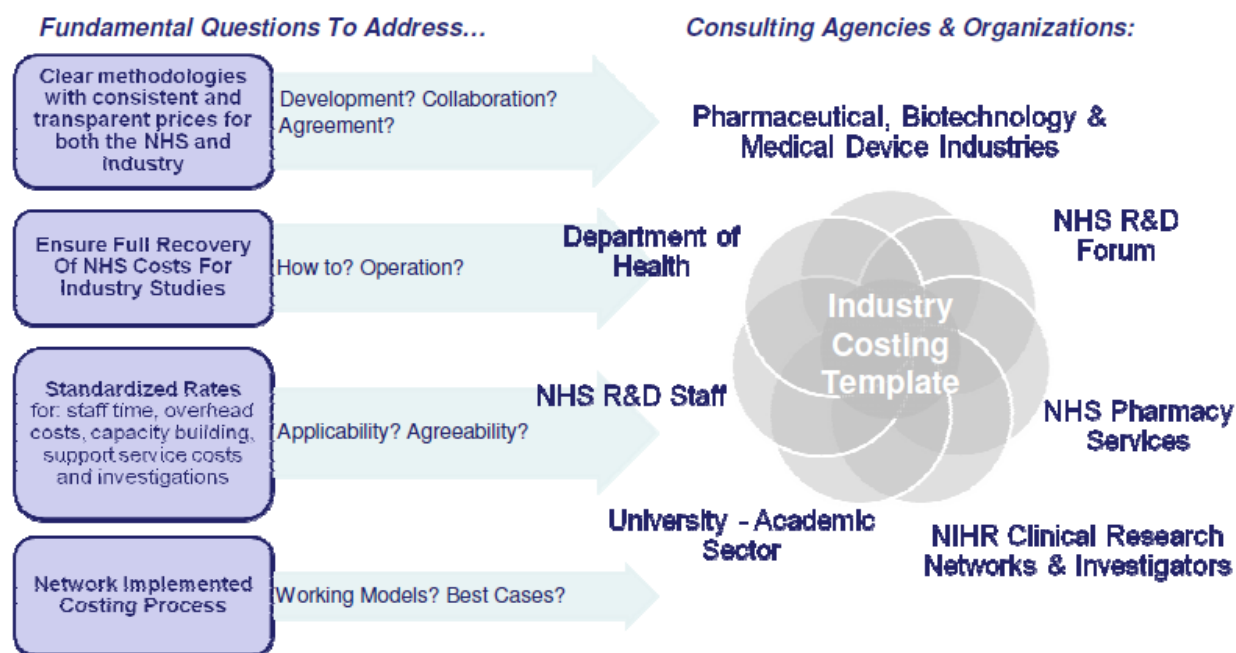 Fundamental Questions To Address...
Consulting Agencies & Organizations:
Clear methodologies
with consistent and
transparent prices for
both the NHS and
industry
Development? Collaboration?
Agreement?
Ensure Full Recovery
Of NHS Costs For
Industry Studies
How to? Operation?
Standardized Rates
for: staff time, overhead
costs, capacity building,
support service costs
and investigations
Applicability? Agreeability?
Network Implemented
Costing Process
Working Models? Best Cases?
Pharmaceutical, Biotechnology &
Medical Device Industries
Department of
Health
NHS R&D
Forum
Industry
Costing
Template
NHS R&D Staff
NHS Pharmacy
Services
University - Academic
Sector
NIHR Clinical Research
Networks & Investigators